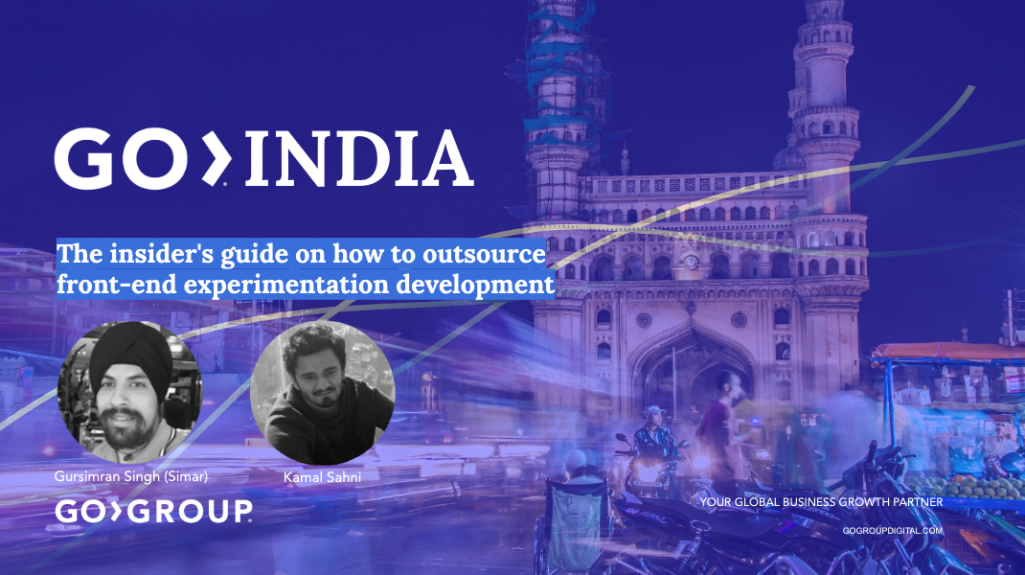 GO INDIA
The insider's guide on how to outsource
front-end experimentation development
Gursimran Singh (Simar)
Kamal Sahni
GO GROUP
YOUR GLOBAL BUSINESS GROWTH PARTNER
GOGROUPDIGITAL.COM